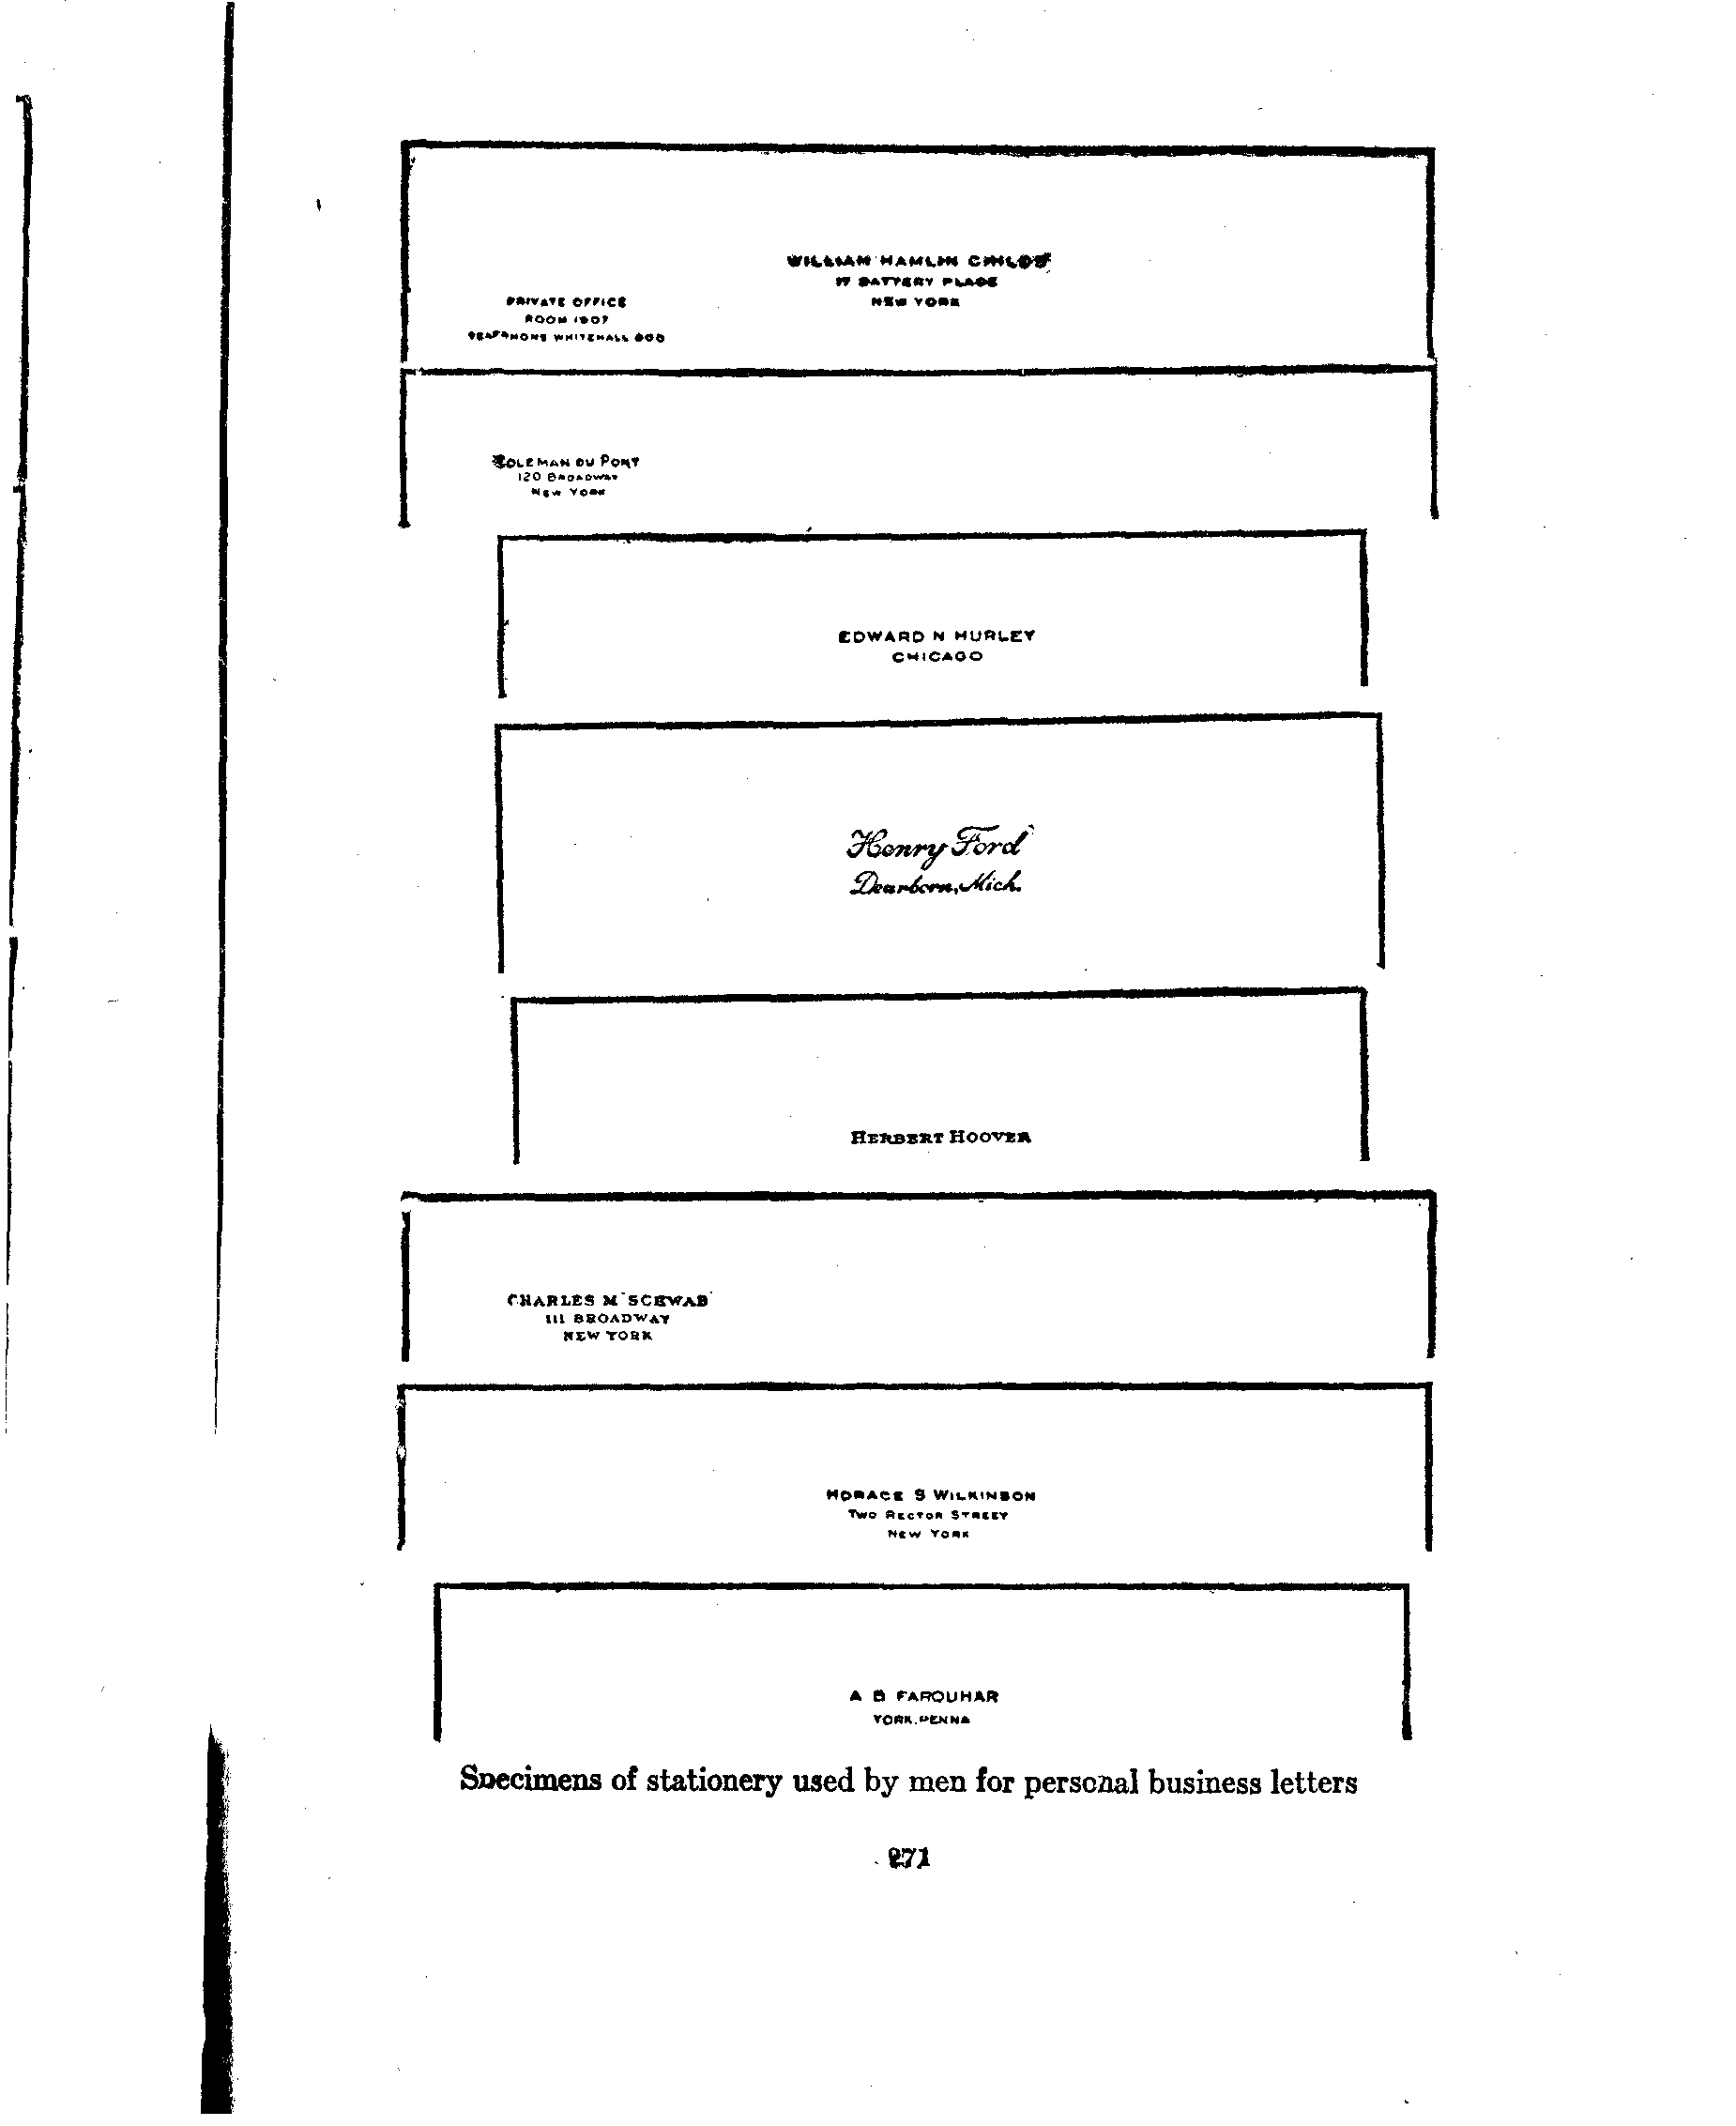 WILLIAM HAMLIN CHILDS
17 BATTERY PLACE
NEW YORK
PRIVATE OFFICE
ROOM 1907
TELEPHONE WHITEHALL 600
COLEMAN DU PONT
120 BROADWAY
NEW YORK
EDWARD N HURLEY
CHICAGO
Henry Ford
Dearborn, Mich.
HERBERT HOOVER
CHARLES M SCHWAB
111 BROADWAY
NEW YORK
HORACE S WILKINSON
TWO RECTOR STREET
NEW YORK
A B FARQUHAR
YORK, PENNA
Specimens of stationery used by men for personal business letters
271